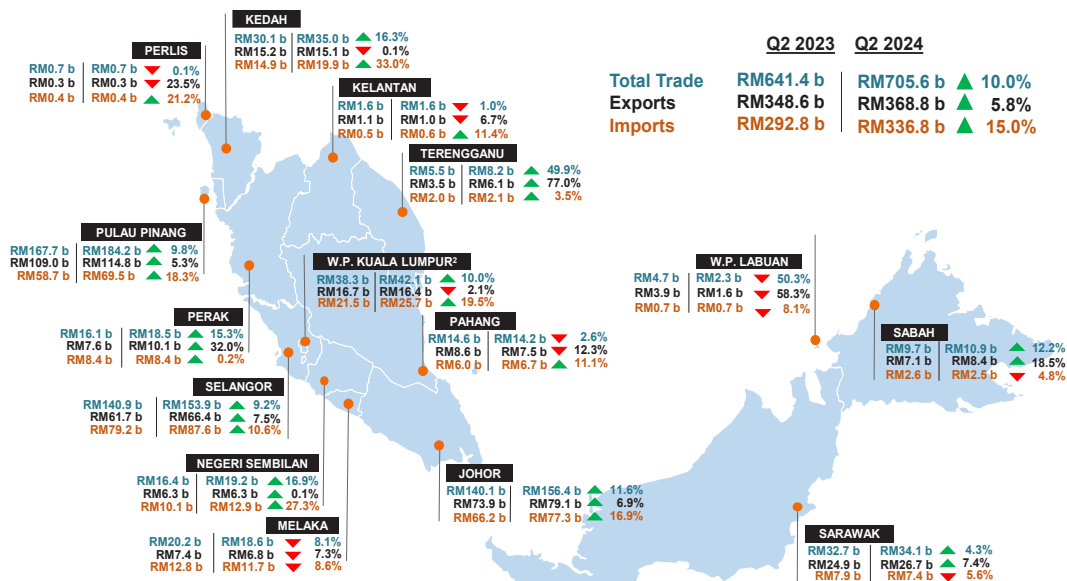 Q2 2023 Q2 2024
Total Trade RM641.4 b RM705.6 b 10.0%
Exports RM348.6 b RM368.8 b 5.8%
Imports RM292.8 b RM336.8 b 15.0%
KEDAH
RM30.1 b RM35.0 b 16.3%
RM15.2 b RM15.1 b 0.1%
RM14.9 b RM19.9 b 33.0%
PERLIS
RM0.7 b RM0.7 b 0.1%
RM0.3 b RM0.3 b 23.5%
RM0.4 b RM0.4 b 21.2%
KELANTAN
RM1.6 b RM1.6 b 1.0%
RM1.1 b RM1.0 b 6.7%
RM0.5 b RM0.6 b 11.4%
TERENGGANU
RM5.5 b RM8.2 b 49.9%
RM3.5 b RM6.1 b 77.0%
RM2.0 b RM2.1 b 3.5%
PULAU PINANG
RM167.7 b RM184.2 b 9.8%
RM109.0 b RM114.8 b 5.3%
RM58.7 b RM69.5 b 18.3%
W.P. KUALA LUMPUR²
RM38.3 b RM42.1 b 10.0%
RM16.7 b RM16.4 b 2.1%
RM21.5 b RM25.7 b 19.5%
W.P. LABUAN
RM4.7 b RM2.3 b 50.3%
RM3.9 b RM1.6 b 58.3%
RM0.7 b RM0.7 b 8.1%
PERAK
RM16.1 b RM18.5 b 15.3%
RM7.6 b RM10.1 b 32.0%
RM8.4 b RM8.4 b 0.2%
PAHANG
RM14.6 b RM14.2 b 2.6%
RM8.6 b RM7.5 b 12.3%
RM6.0 b RM6.7 b 11.1%
SABAH
RM9.7 b RM10.9 b 12.2%
RM7.1 b RM8.4 b 18.5%
RM2.6 b RM2.5 b 4.8%
SELANGOR
RM140.9 b RM153.9 b 9.2%
RM61.7 b RM66.4 b 7.5%
RM79.2 b RM87.6 b 10.6%
NEGERI SEMBILAN
RM16.4 b RM19.2 b 16.9%
RM6.3 b RM6.3 b 0.1%
RM10.1 b RM12.9 b 27.3%
JOHOR
RM140.1 b RM156.4 b 11.6%
RM73.9 b RM79.1 b 6.9%
RM66.2 b RM77.3 b 16.9%
MELAKA
RM20.2 b RM18.6 b 8.1%
RM7.4 b RM6.8 b 7.3%
RM12.8 b RM11.7 b 8.6%
SARAWAK
RM32.7 b RM34.1 b 4.3%
RM24.9 b RM26.7 b 7.4%
RM7.9 b RM7.4 b 5.6%